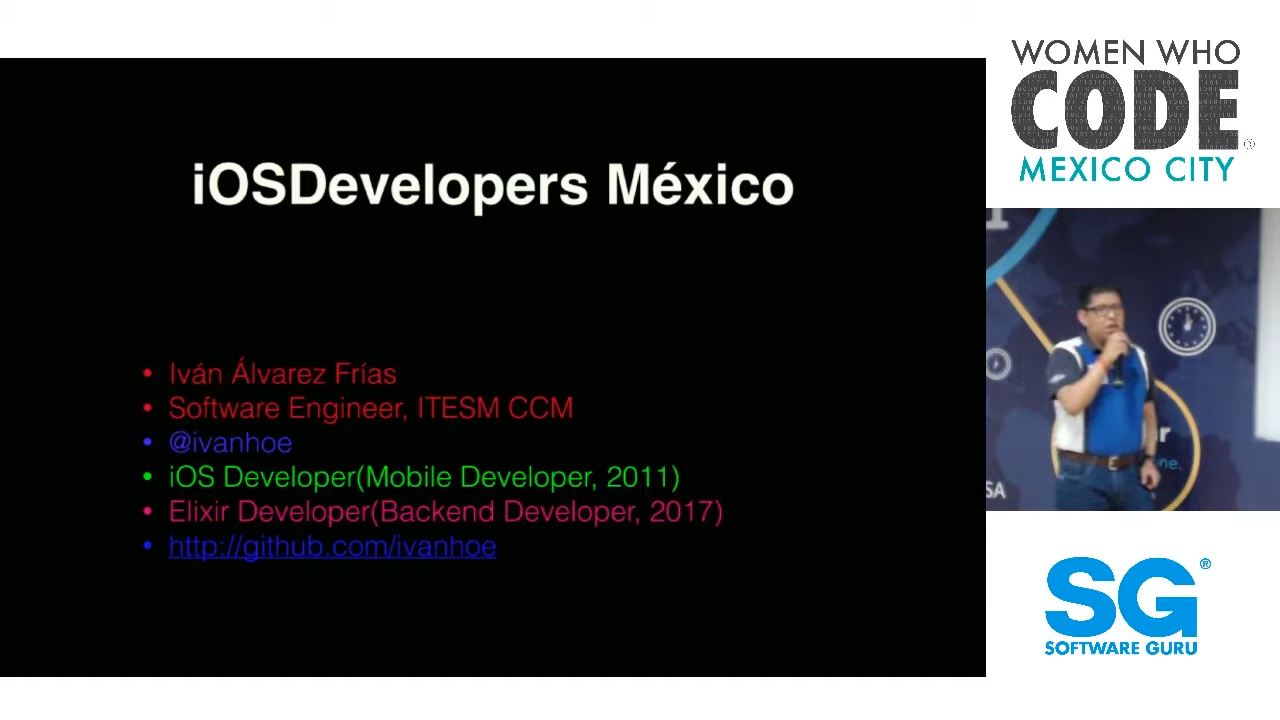 iOSDevelopers México
• Iván Álvarez Frías
• Software Engineer, ITESM CCM
• @ivanhoe
• iOS Developer(Mobile Developer, 2011)
• Elixir Developer(Backend Developer, 2017)
• http://github.com/ivanhoe
WOMEN WHO
CODE
MEXICO CITY
SG®
SOFTWARE GURU